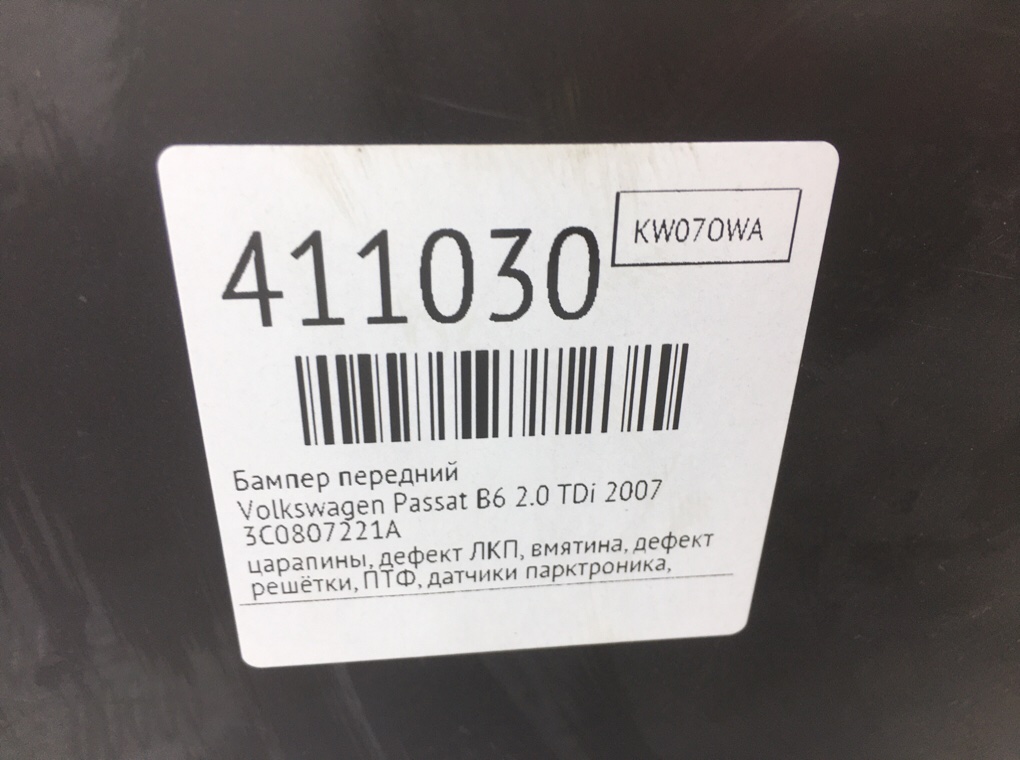 411030
KW070WA
Бампер передний
Volkswagen Passat B6 2.0 TDi 2007
3C0807221A
царапины, дефект ЛКП, вмятина, дефект
решётки, ПТФ, датчики парктроника,